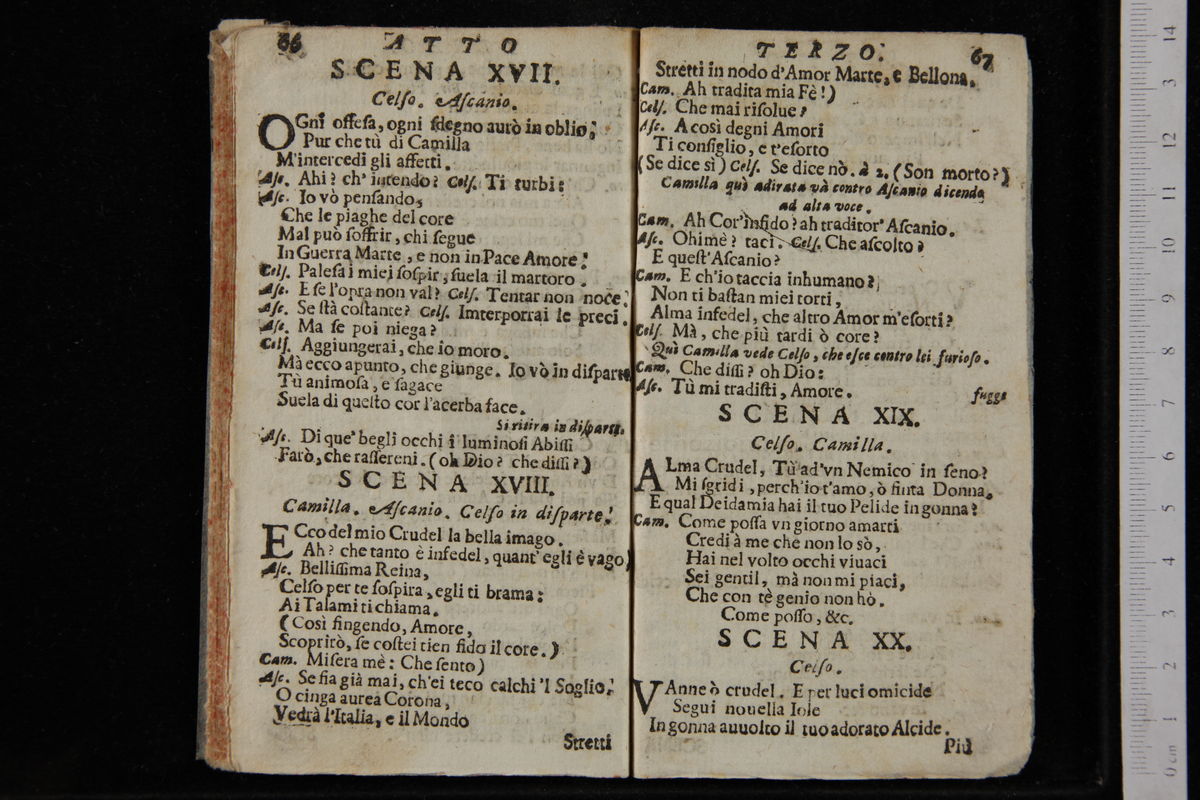 66 ATTO
SCENA XVII.
Celſo. Aſcanio.
OGni offeſa, ogni ſdegno aurò in oblio;
Pur che tù di Camilla
M'intercedi gli affetti.
Aſc. Ahi? ch' intendo? Celſ. Ti turbi?
Aſc. Io vò penſando,
Che le piaghe del core
Mal può ſoffrir, chi ſegue
In Guerra Marte, e non in Pace Amore.
Celſ. Paleſa i miei ſoſpir, ſuela il martoro.
Aſc. E ſe l'opra non val? Celſ. Tentar non noce.
Aſc. Se ſtà coſtante? Celſ. Imterporrai le preci.
Aſc. Ma ſe poi niega?
Celſ. Aggiungerai, che io moro.
Mà ecco apunto, che giunge. Io vò in diſparte
Tù animoſa, e ſagace
Suela di queſto cor l'acerba face.
Si ritira in diſparte.
Aſc. Di que' begli occhi i luminoſi Abiſſi
Farò, che raſſereni. (oh Dio? che diſſi?)
SCENA XVIII.
Camilla. Aſcanio. Celſo in diſparte.
ECco del mio Crudel la bella imago.
Ah? che tanto è infedel, quant' egli è vago)
Aſc. Belliſſima Reina,
Celſo per te ſoſpira, egli ti brama:
Ai Talami ti chiama.
(Così fingendo, Amore,
Scoprirò, ſe coſtei tien fido il core.)
Cam. Miſera mè: Che ſento)
Aſc. Se fia già mai, ch'ei teco calchi 'l Soglio,
O cinga aurea Corona,
Vedrà l'Italia, e il Mondo
Stretti
TERZO. 67
Stretti in nodo d'Amor Marte, e Bellona.
Cam. Ah tradita mia Fè!)
Celſ. Che mai riſolue?
Aſc. A così degni Amori
Ti conſiglio, e t'eſorto
(Se dice sì) Celſ. Se dice nò. à 2. (Son morto?)
Camilla quì adirata và contro Aſcanio dicendo
ad alta voce.
Cam. Ah Cor' infido? ah traditor' Aſcanio.
Aſc. Ohimè? taci. Celſ. Che aſcolto?
E queſt'Aſcanio?
Cam. E ch'io taccia inhumano?
Non ti baſtan miei torti,
Alma infedel, che altro Amor m'eſorti?
Celſ. Mà, che più tardi ò core?
Quì Camilla vede Celſo, che eſce contro lei furioſo.
Cam. Che diſſi? oh Dio:
Aſc. Tù mi tradiſti, Amore. fugge
SCENA XIX.
Celſo. Camilla.
ALma Crudel, Tù ad'vn Nemico in ſeno?
Mi ſgridi, perch'io t'amo, ò finta Donna.
E qual Deidamia hai il tuo Pelide in gonna?
Cam. Come poſſa vn giorno amarti
Credi à me che non lo sò,
Hai nel volto occhi viuaci
Sei gentil, mà non mi piaci,
Che con tè genio non hò.
Come poſſo, &c.
SCENA XX.
Celſo.
VAnne ò crudel. E per luci omicide
Segui nouella Iole
In gonna auuolto il tuo adorato Alcide.
Più
0 cm 1 2 3 4 5 6 7 8 9 10 11 12 3 14